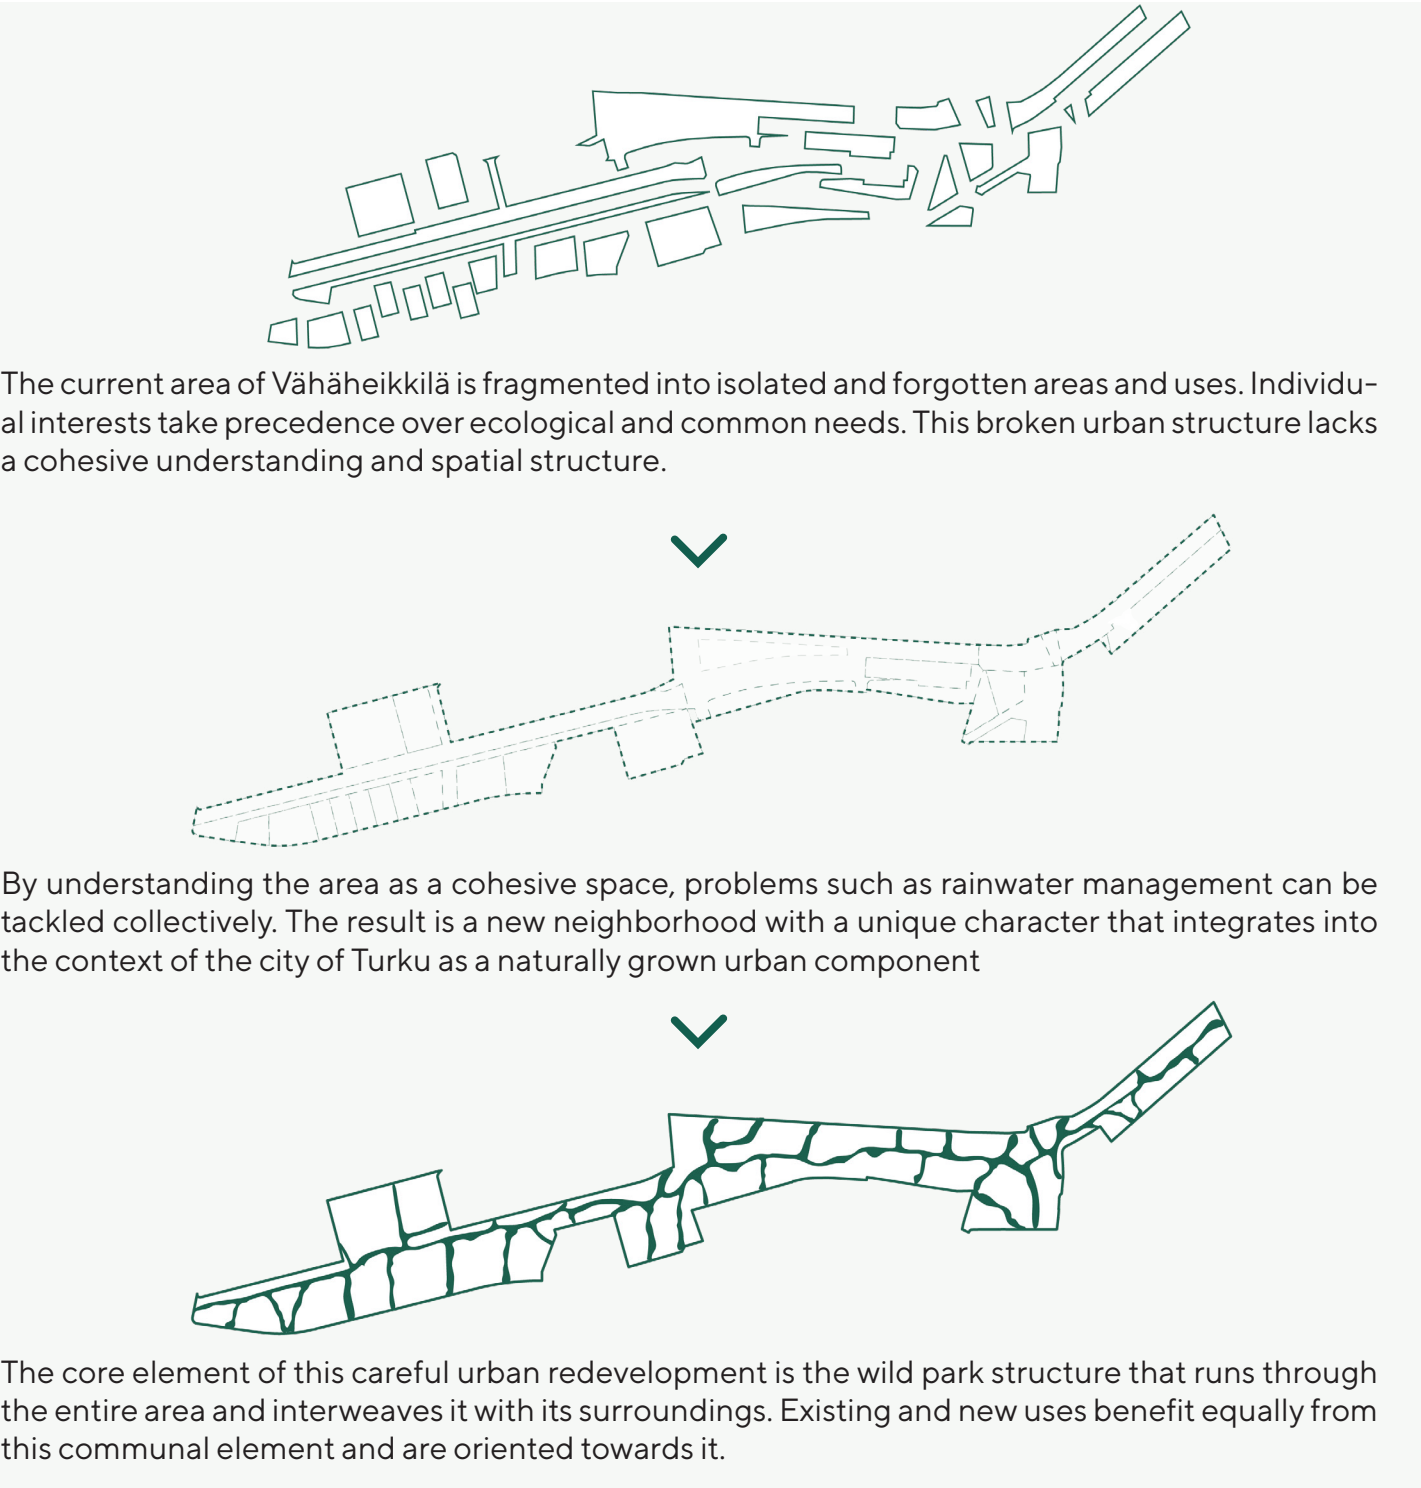 The current area of Vähäheikkilä is fragmented into isolated and forgotten areas and uses. Individu-
al interests take precedence over ecological and common needs. This broken urban structure lacks
a cohesive understanding and spatial structure.
By understanding the area as a cohesive space, problems such as rainwater management can be
tackled collectively. The result is a new neighborhood with a unique character that integrates into
the context of the city of Turku as a naturally grown urban component
The core element of this careful urban redevelopment is the wild park structure that runs through
the entire area and interweaves it with its surroundings. Existing and new uses benefit equally from
this communal element and are oriented towards it.